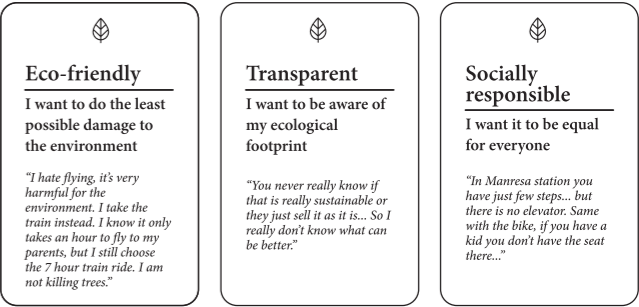 Eco-friendly
I want to do the least
possible damage to
the environment
“I hate flying, it’s very
harmful for the
environment. I take the
train instead. I know it only
takes an hour to fly to my
parents, but I still choose
the 7 hour train ride. I am
not killing trees.”
Transparent
I want to be aware of
my ecological
footprint
“You never really know if
that is really sustainable or
they just sell it as it is... So I
really don’t know what can
be better.”
Socially
responsible
I want it to be equal
for everyone
“In Manresa station you
have just few steps... but
there is no elevator. Same
with the bike, if you have a
kid you don’t have the seat
there...”